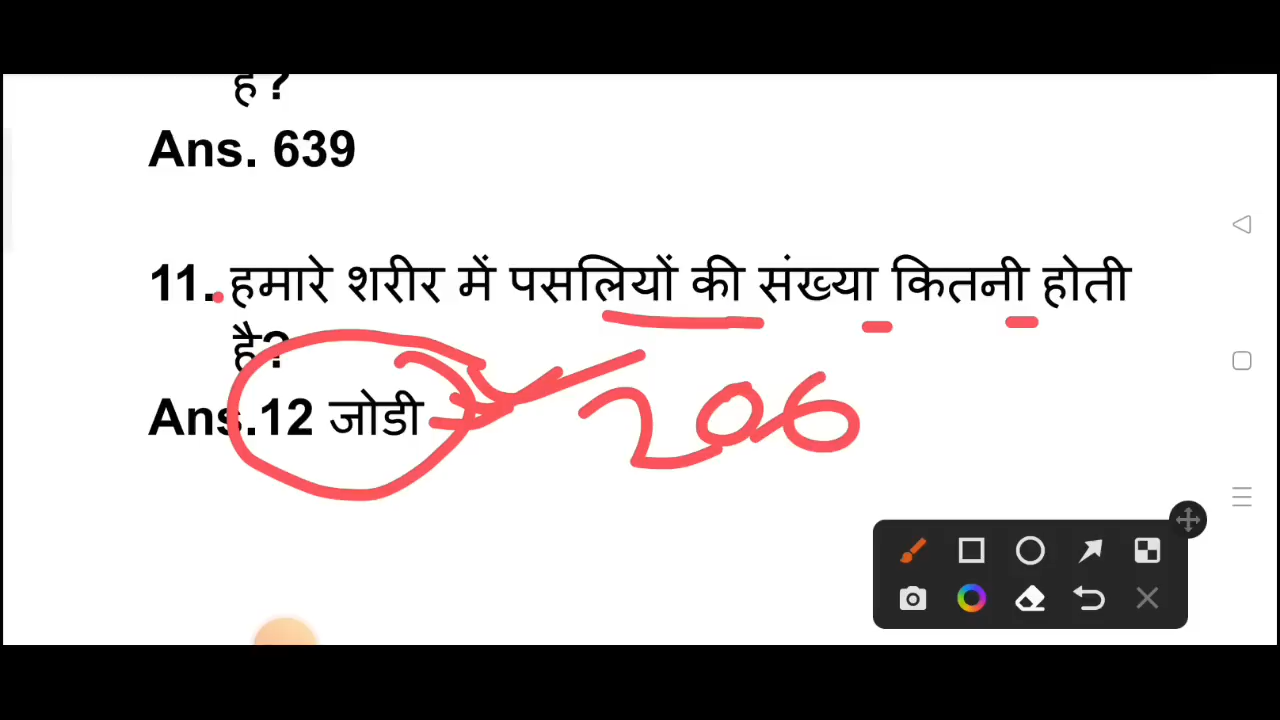 है?
Ans. 639
11. हमारे शरीर में पसलियों की संख्या कितनी होती
है?
Ans.12 जोडी
206